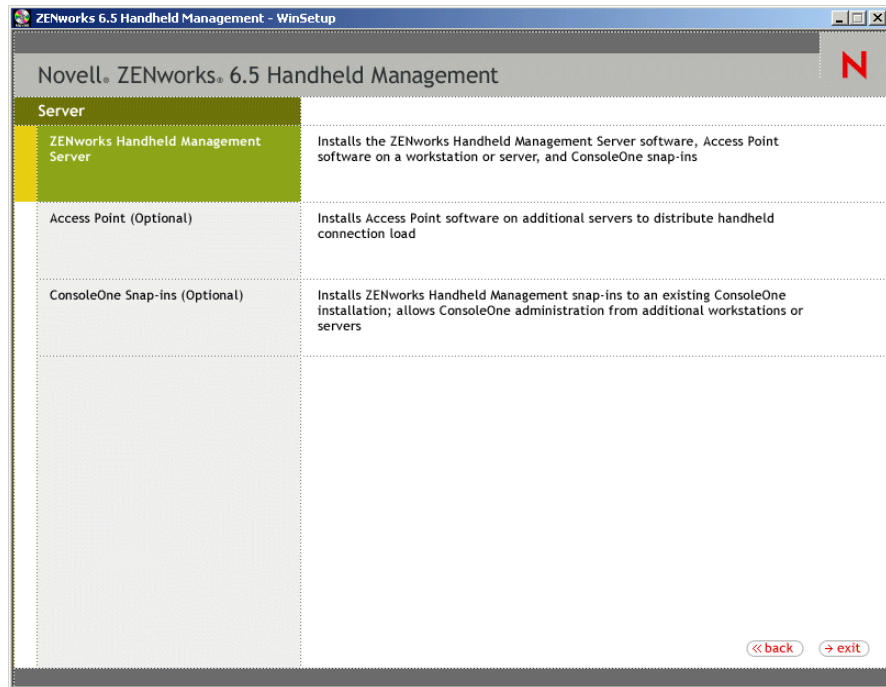 ZENworks 6.5 Handheld Management - WinSetup
Novell® ZENworks® 6.5 Handheld Management
N
Server
ZENworks Handheld Management
Server
Installs the ZENworks Handheld Management Server software, Access Point
software on a workstation or server, and ConsoleOne snap-ins
Access Point (Optional)
Installs Access Point software on additional servers to distribute handheld
connection load
ConsoleOne Snap-ins (Optional)
Installs ZENworks Handheld Management snap-ins to an existing ConsoleOne
installation; allows ConsoleOne administration from additional workstations or
servers
« back
→ exit